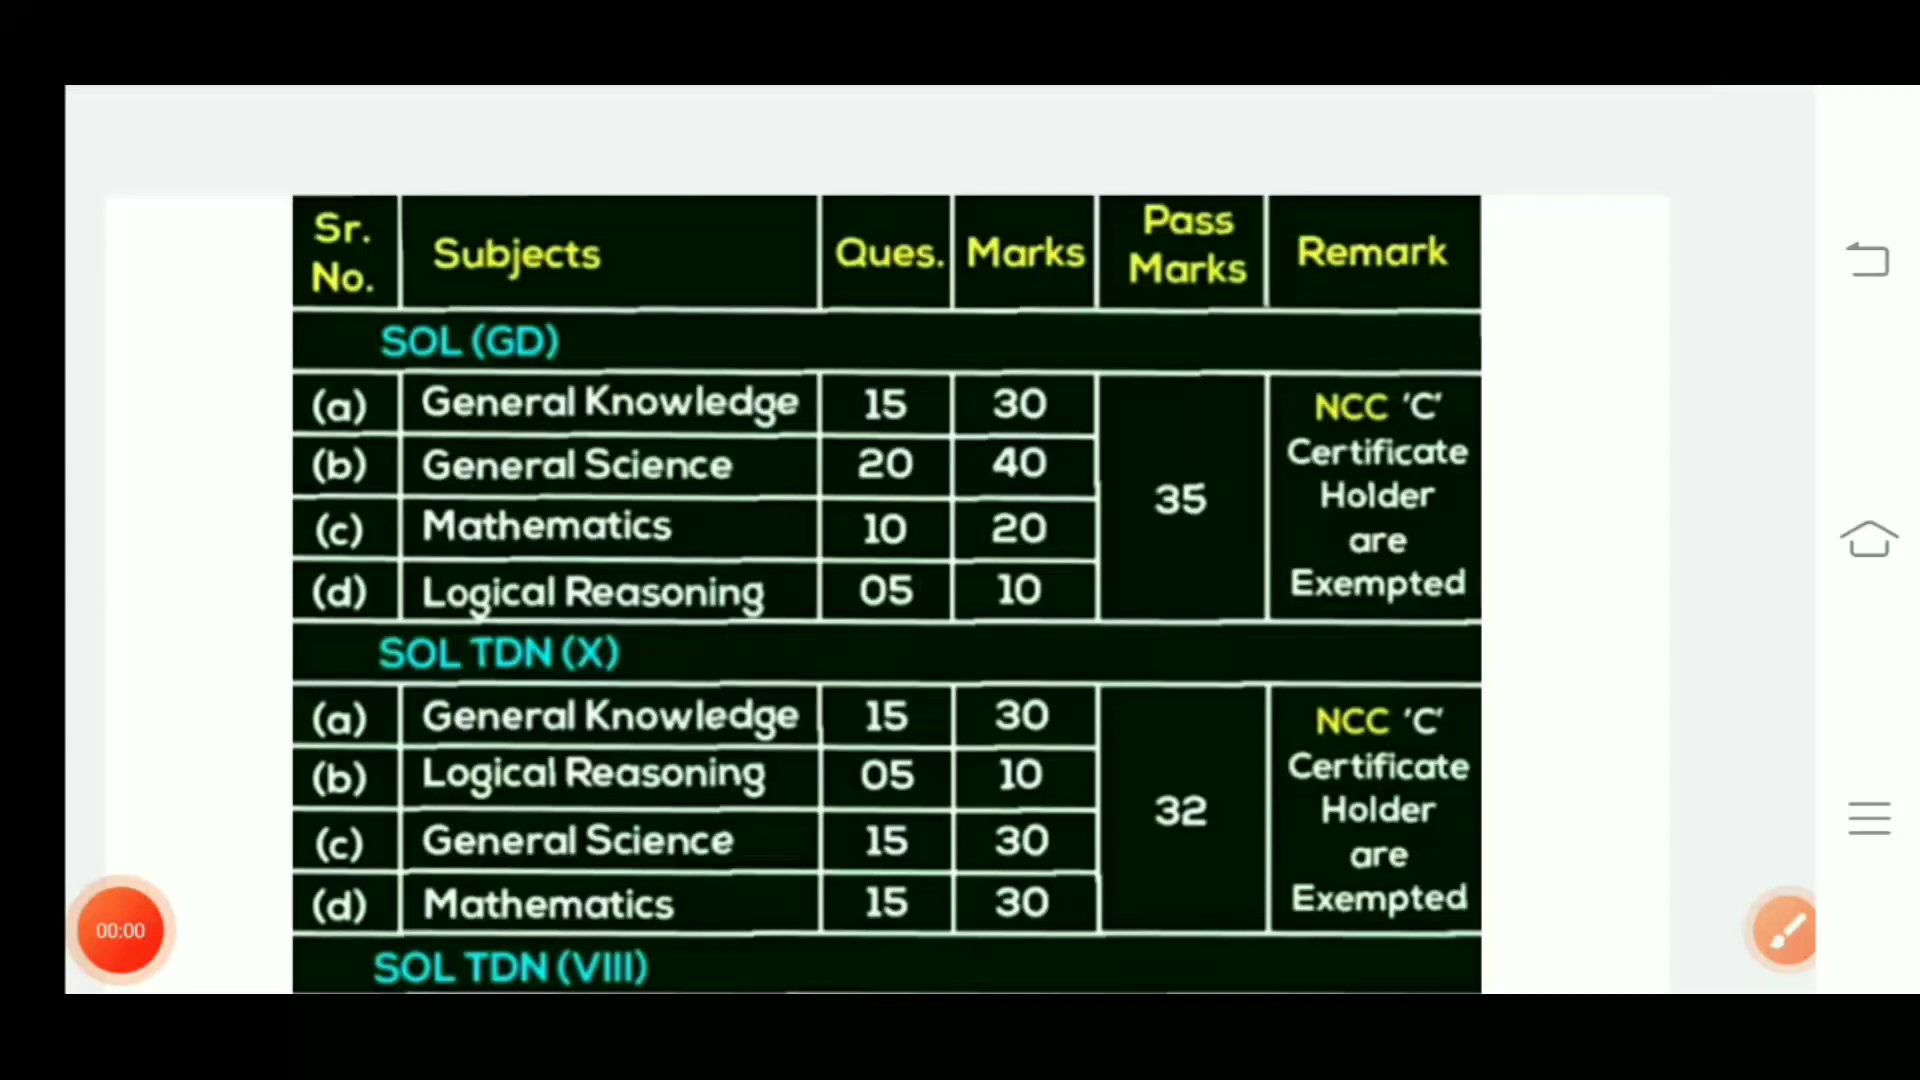 Sr. No. Subjects Ques. Marks Pass Marks Remark
SOL (GD)
(a) General Knowledge 15 30
(b) General Science 20 40
(c) Mathematics 10 20
(d) Logical Reasoning 05 10
35
NCC 'C'
Certificate
Holder
are
Exempted
SOL TDN (X)
(a) General Knowledge 15 30
(b) Logical Reasoning 05 10
(c) General Science 15 30
(d) Mathematics 15 30
32
NCC 'C'
Certificate
Holder
are
Exempted
SOL TDN (VIII)
00:00